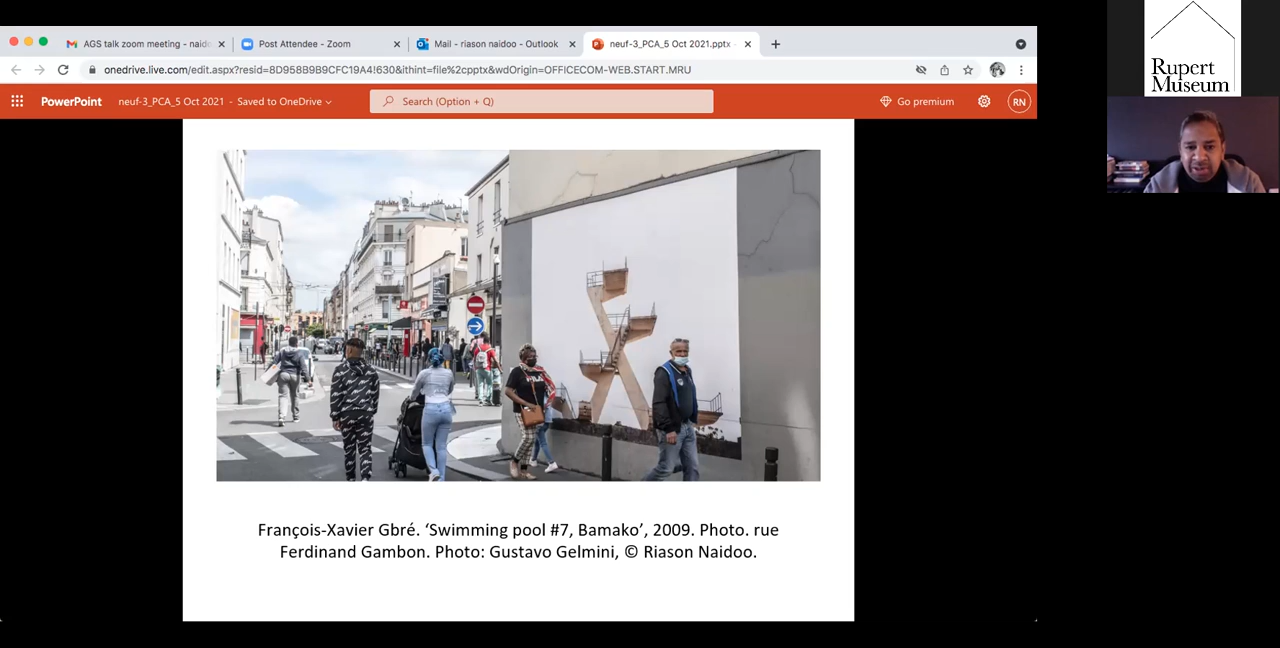 AGS talk zoom meeting - naid
Post Attendee - Zoom
Mail - riason naidoo - Outlook
neuf-3_PCA_5 Oct 2021.pptx -
onedrive.live.com/edit.aspx?resid=8D958B9B9CFC19A4!630&ithint=file%2cpptx&wdOrigin=OFFICECOM-WEB.START.MRU
PowerPoint
neuf-3_PCA_5 Oct 2021 - Saved to OneDrive
Search (Option + Q)
Go premium
RN
Rupert
Museum
FILA
François-Xavier Gbré. ‘Swimming pool #7, Bamako’, 2009. Photo. rue
Ferdinand Gambon. Photo: Gustavo Gelmini, © Riason Naidoo.